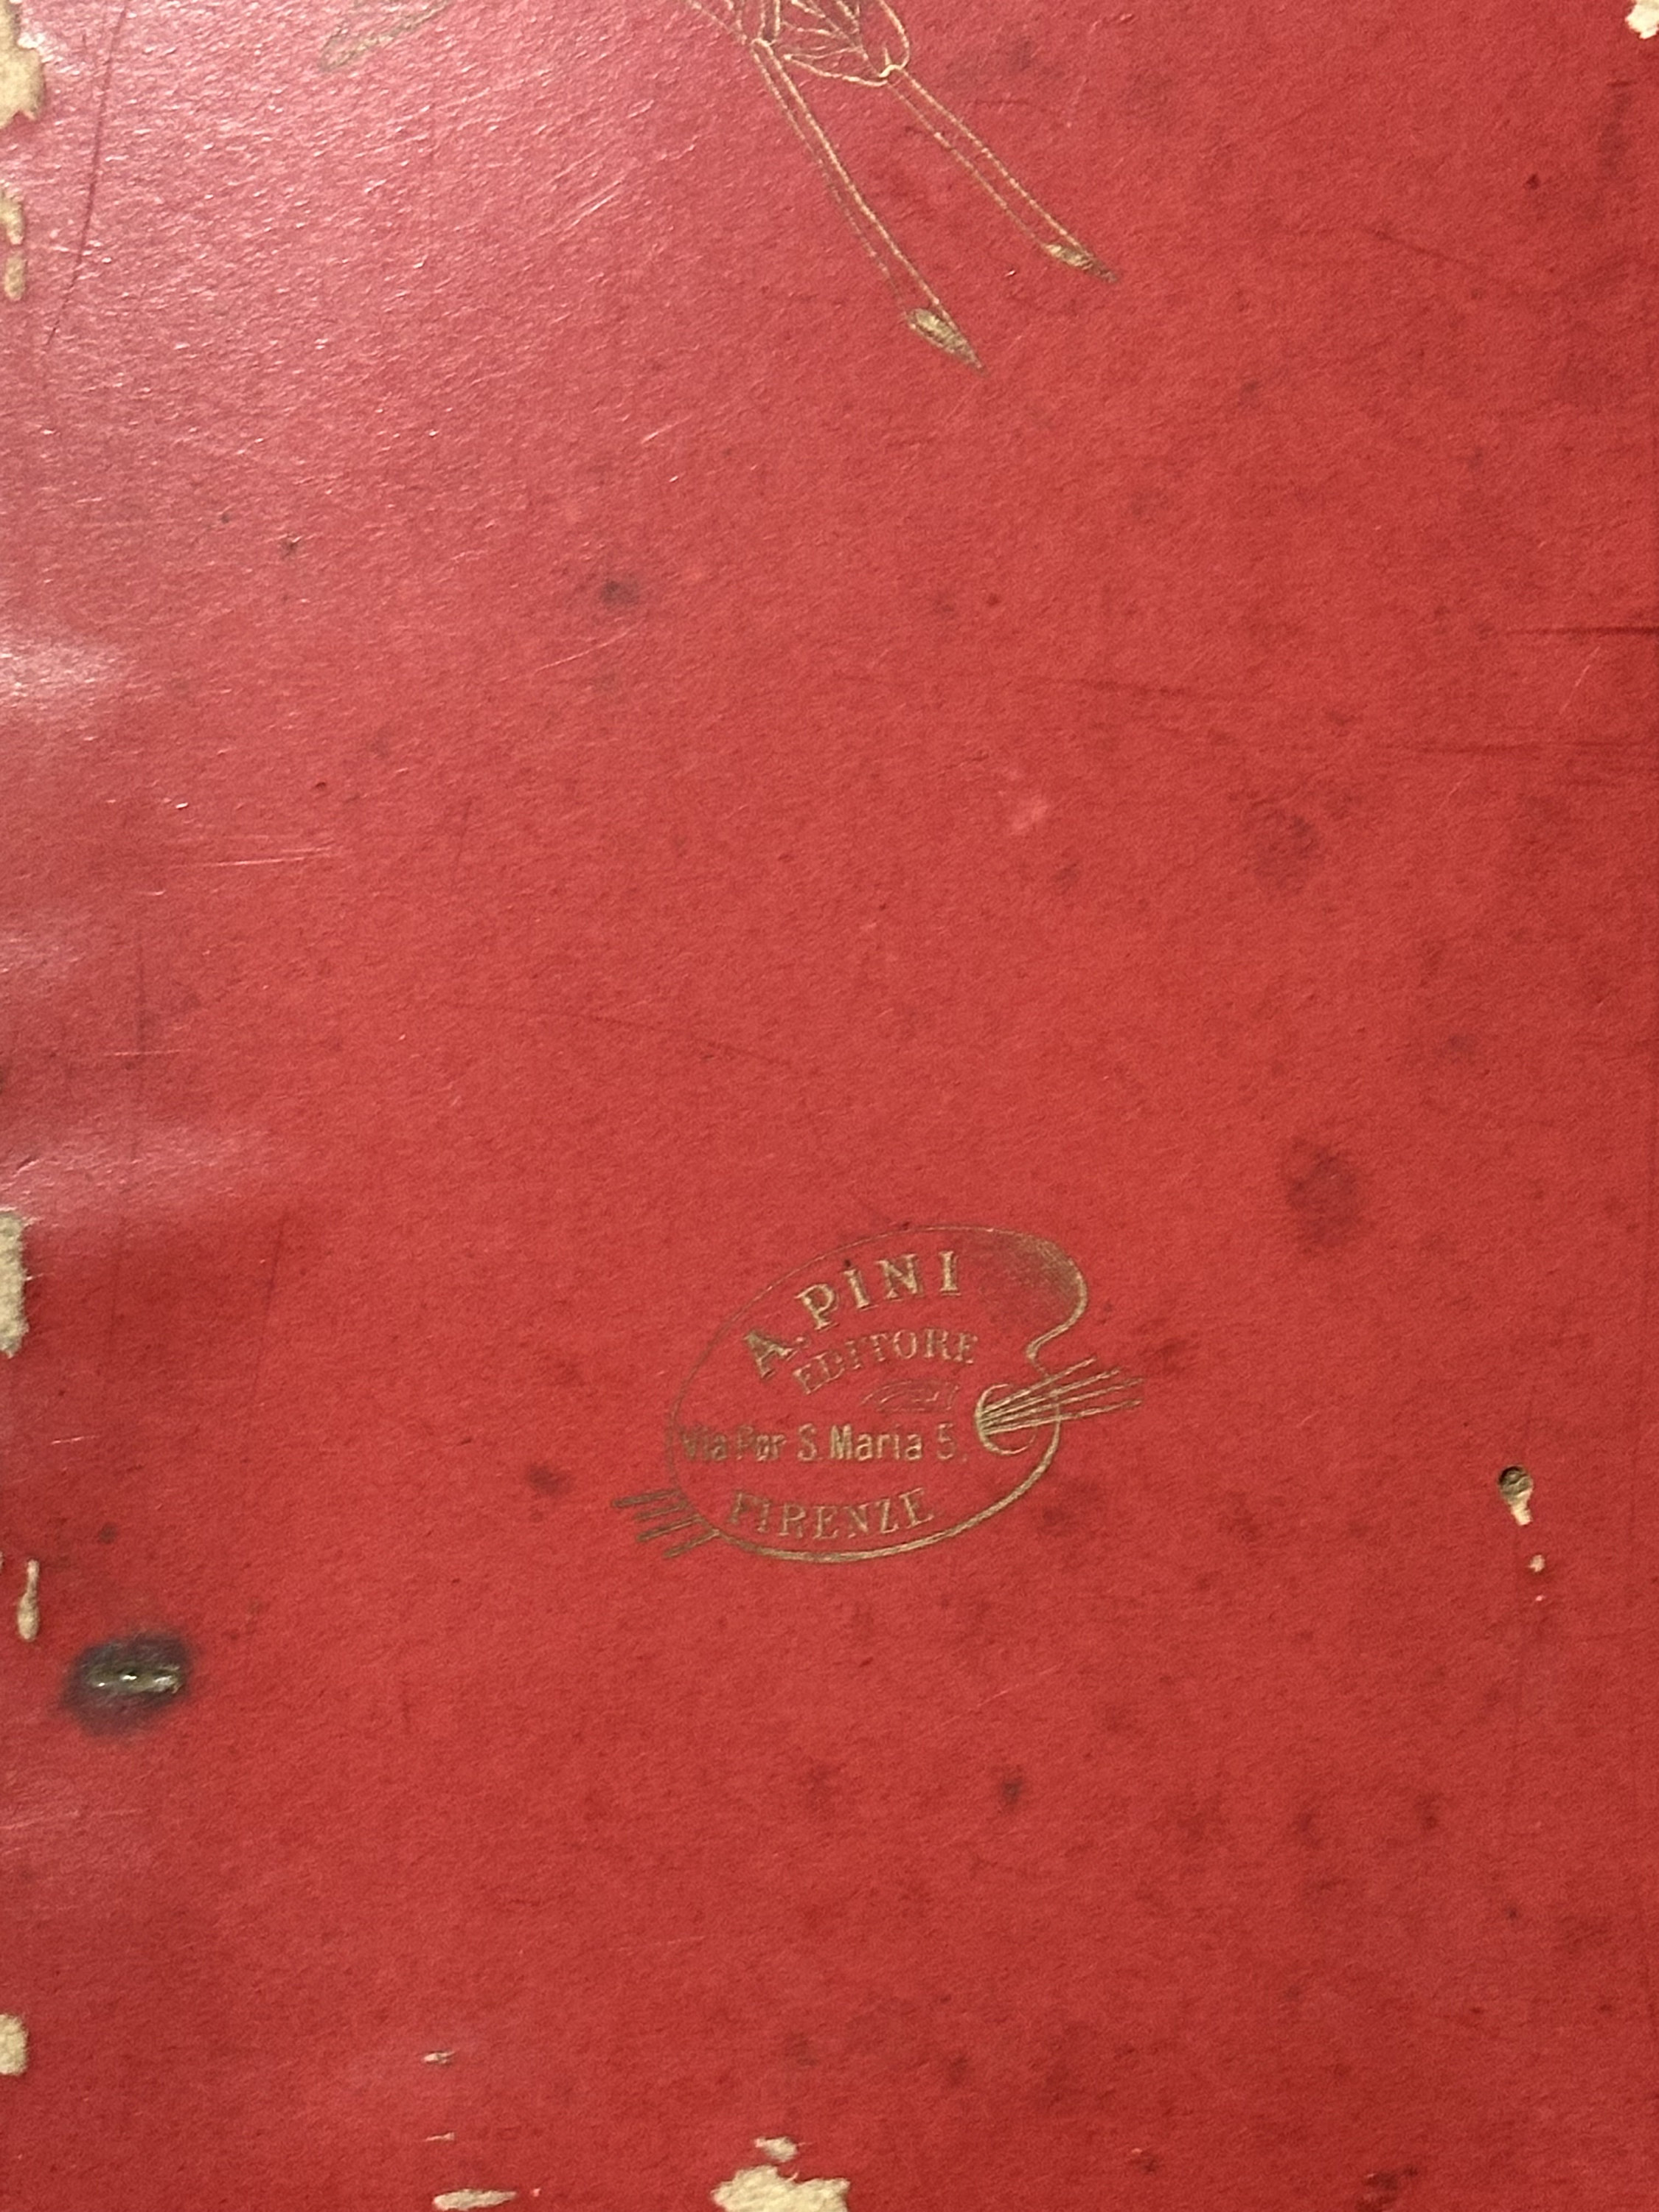 A. PINI
EDITORE
Via Por S. Maria 5.
FIRENZE